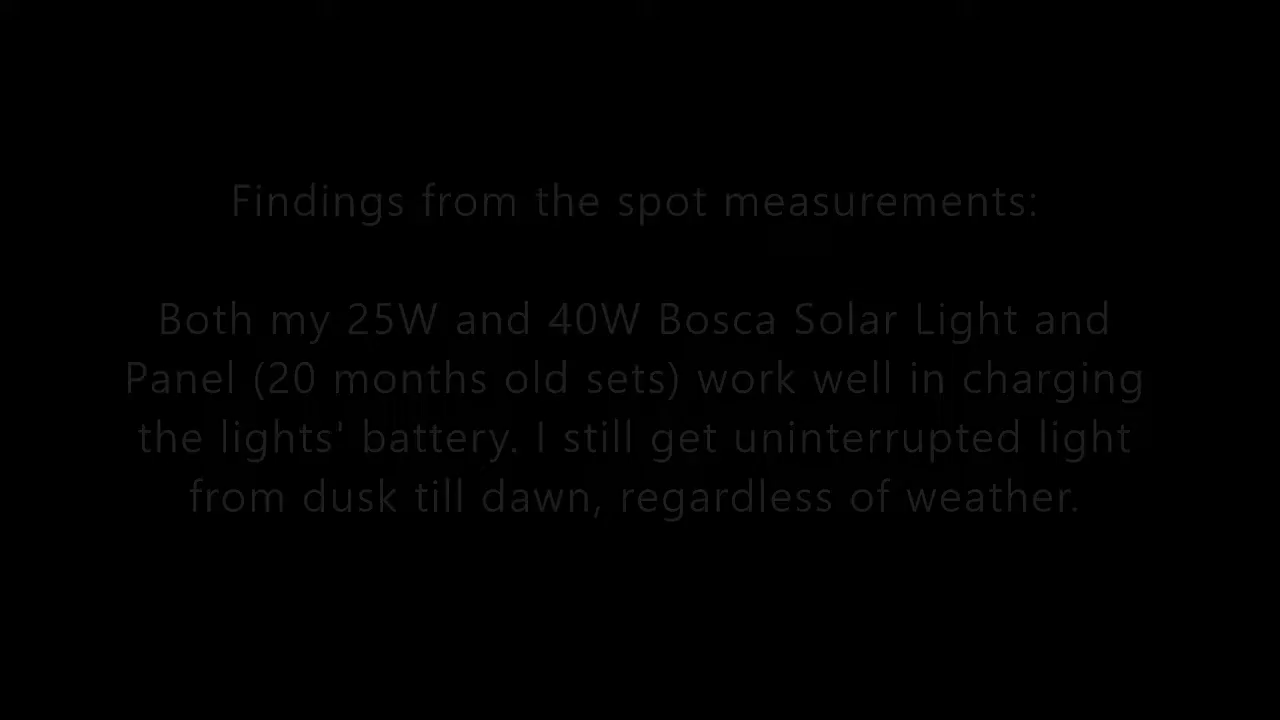 Findings from the spot measurements:
Both my 25W and 40W Bosca Solar Light and
Panel (20 months old sets) work well in charging
the lights' battery. I still get uninterrupted light
from dusk till dawn, regardless of weather.